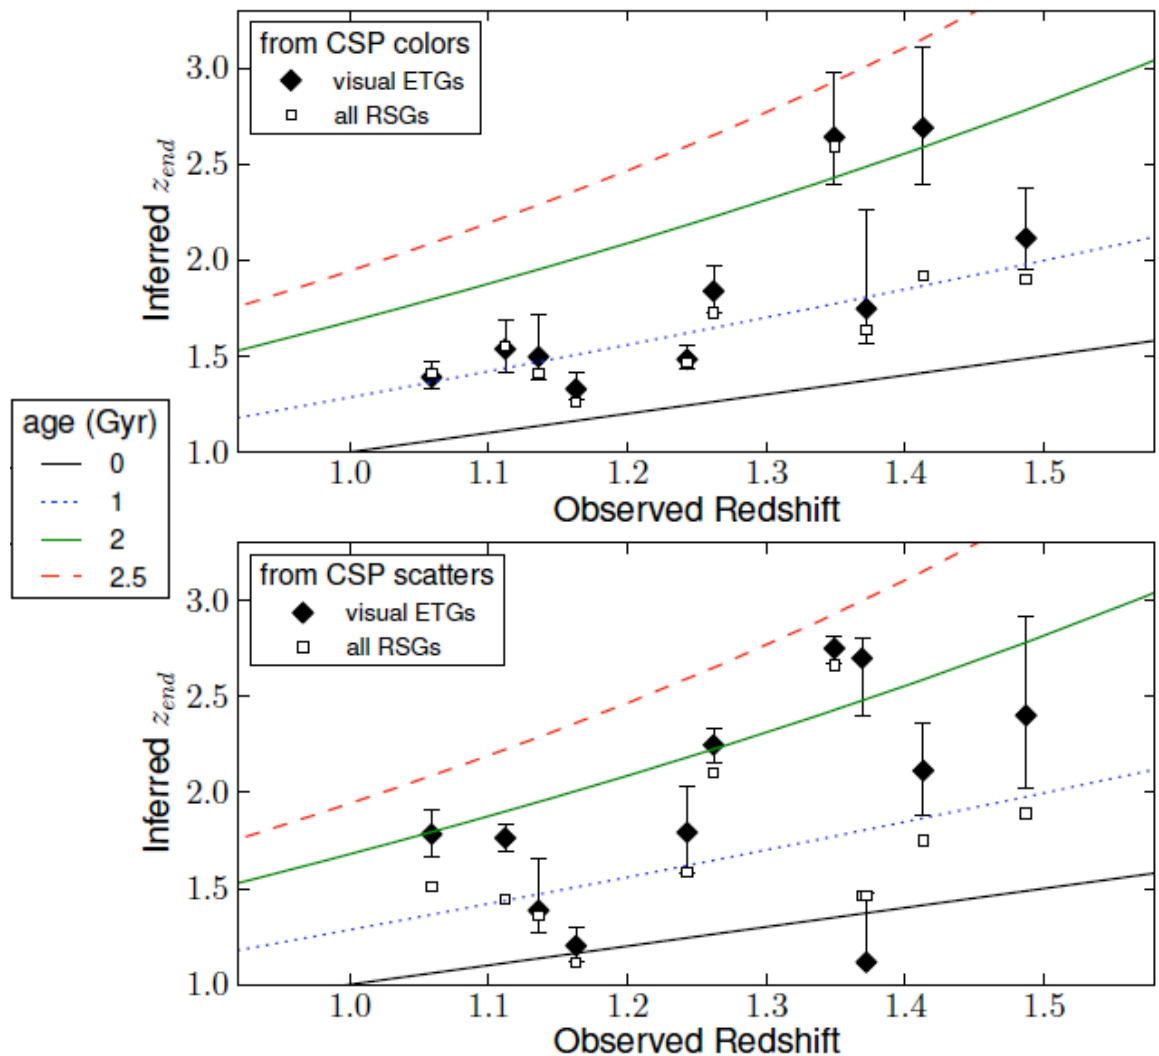 from CSP colors
visual ETGs
all RSGs
3.0
2.5
2.0
1.5
1.0
Inferred z_end
1.0 1.1 1.2 1.3 1.4 1.5
Observed Redshift
age (Gyr)
0
1
2
2.5
from CSP scatters
visual ETGs
all RSGs
3.0
2.5
2.0
1.5
1.0
Inferred z_end
1.0 1.1 1.2 1.3 1.4 1.5
Observed Redshift